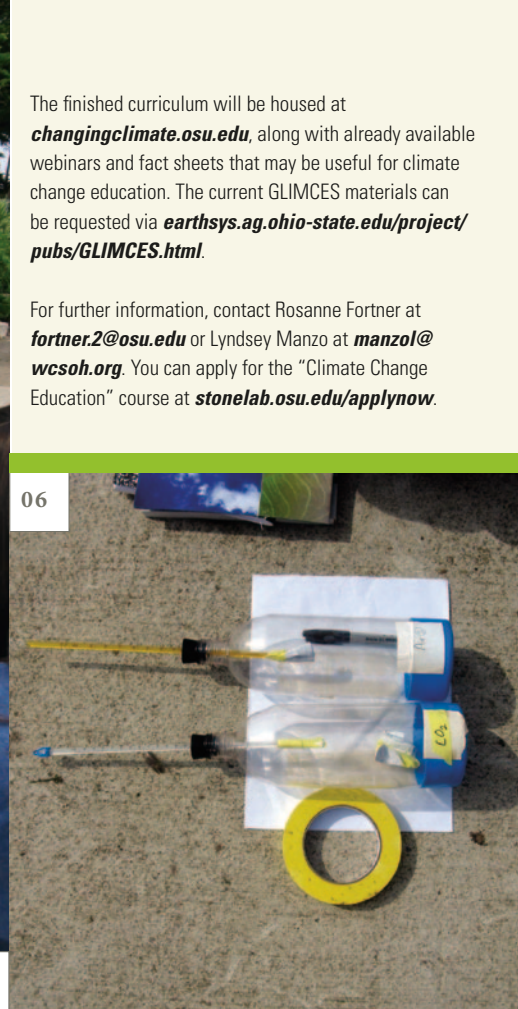 The finished curriculum will be housed at
changingclimate.osu.edu, along with already available
webinars and fact sheets that may be useful for climate
change education. The current GLIMCES materials can
be requested via earthsys.ag.ohio-state.edu/project/
pubs/GLIMCES.html.
For further information, contact Rosanne Fortner at
fortner.2@osu.edu or Lyndsey Manzo at manzol@
wcsoh.org. You can apply for the “Climate Change
Education” course at stonelab.osu.edu/applynow.
06
CO2